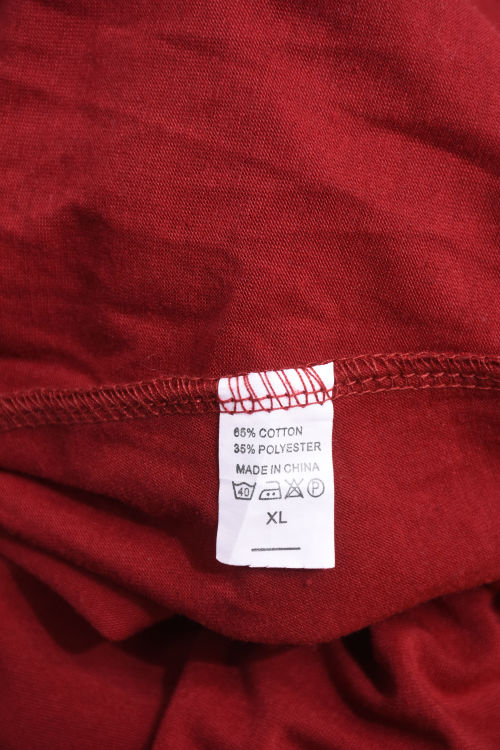 65% COTTON
35% POLYESTER
MADE IN CHINA
40 P
XL